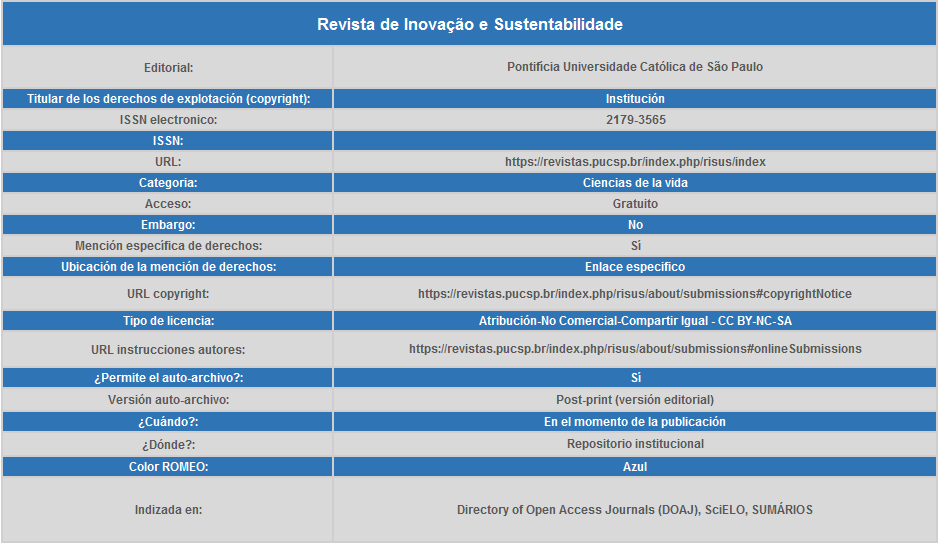 Revista de Inovação e Sustentabilidade
Editorial: Pontificia Universidade Católica de São Paulo
Titular de los derechos de explotación (copyright): Institución
ISSN electronico: 2179-3565
ISSN:
URL: https://revistas.pucsp.br/index.php/risus/index
Categoria: Ciencias de la vida
Acceso: Gratuito
Embargo: No
Mención específica de derechos: Sí
Ubicación de la mención de derechos: Enlace especifico
URL copyright: https://revistas.pucsp.br/index.php/risus/about/submissions#copyrightNotice
Tipo de licencia: Atribución-No Comercial-Compartir Igual - CC BY-NC-SA
URL instrucciones autores: https://revistas.pucsp.br/index.php/risus/about/submissions#onlineSubmissions
¿Permite el auto-archivo?: Sí
Versión auto-archivo: Post-print (versión editorial)
¿Cuándo?: En el momento de la publicación
¿Dónde?: Repositorio institucional
Color ROMEO: Azul
Indizada en: Directory of Open Access Journals (DOAJ), SciELO, SUMÁRIOS